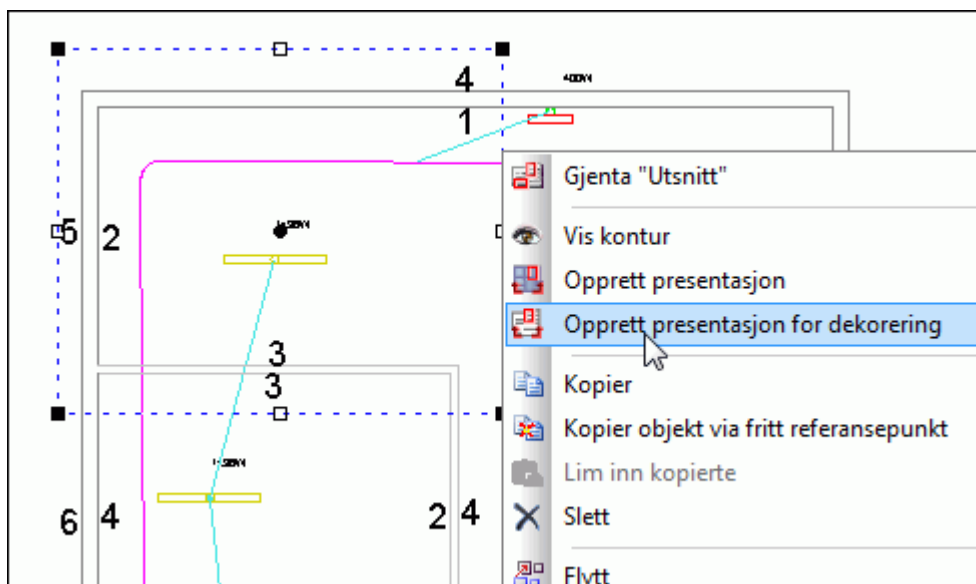 4
1
5
2
3
3
6
4
2
4
Gjenta "Utsnitt"
Vis kontur
Opprett presentasjon
Opprett presentasjon for dekorering
Kopier
Kopier objekt via fritt referansepunkt
Lim inn kopierte
Slett
Flytt